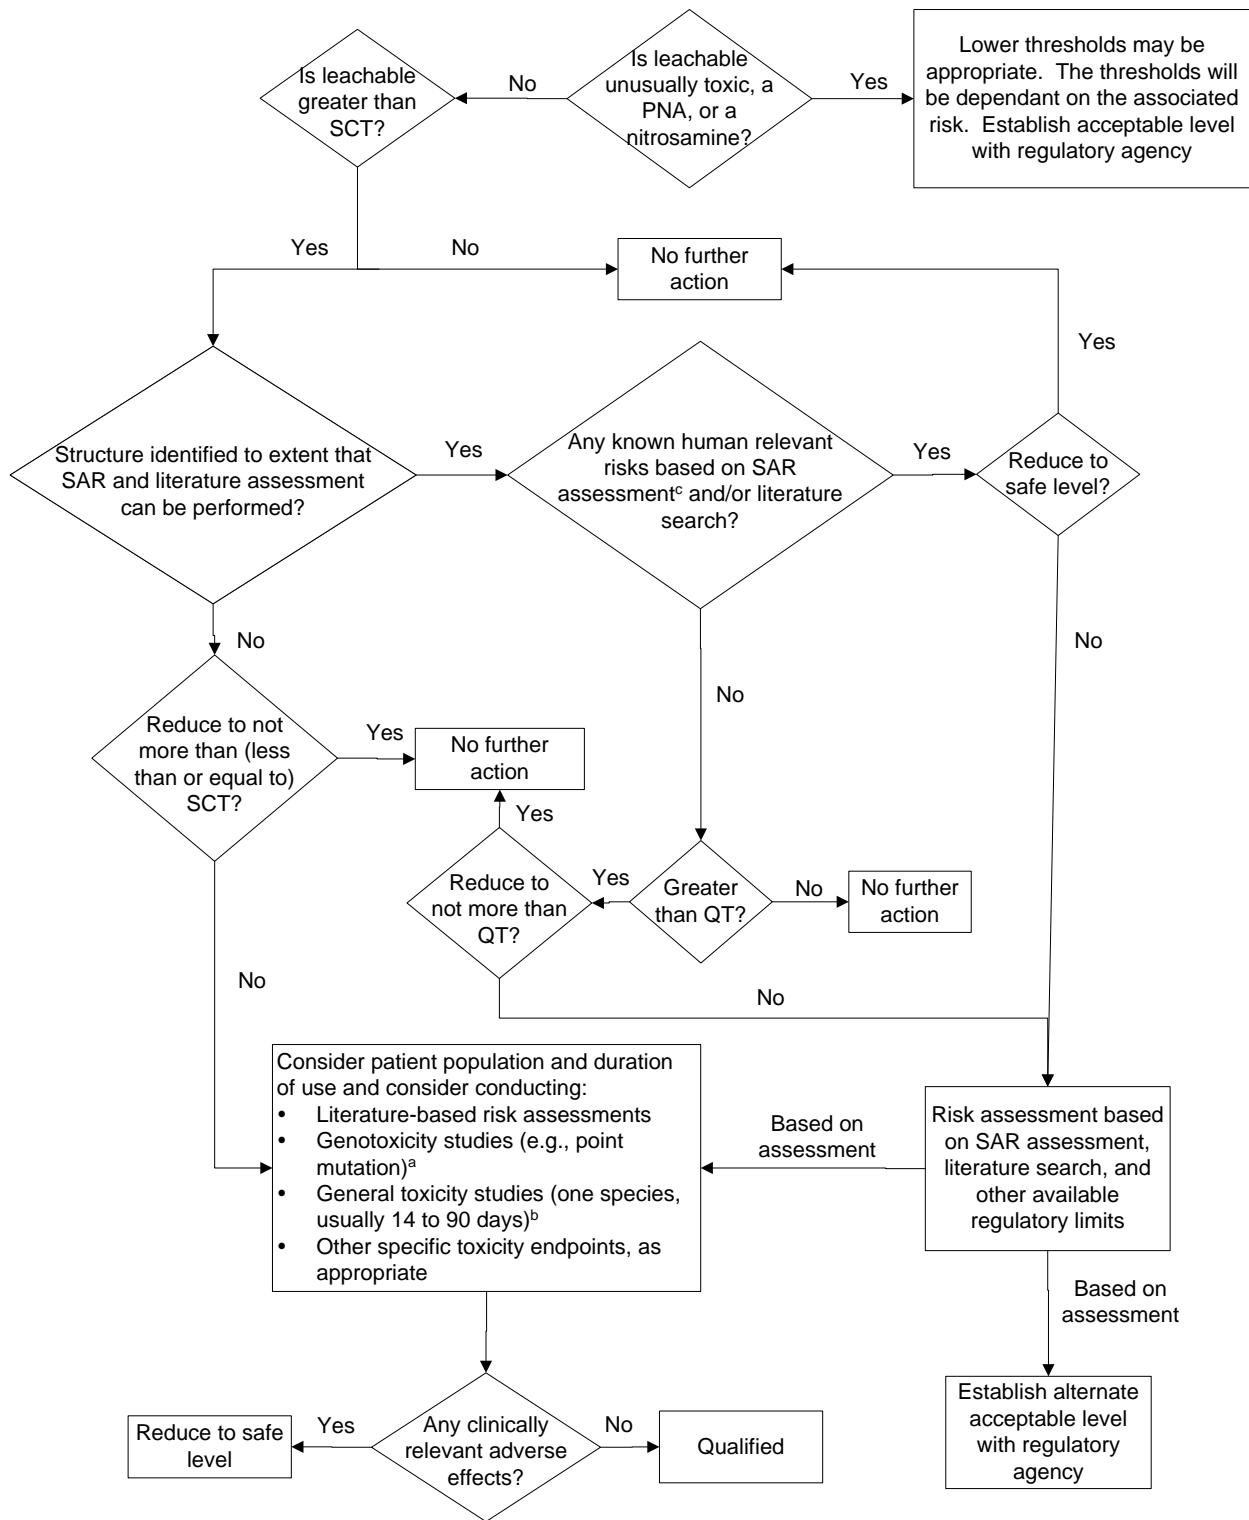 Is leachable
greater than
SCT?
No
Is leachable
unusually toxic, a
PNA, or a
nitrosamine?
Yes
Lower thresholds may be
appropriate.  The thresholds will
be dependant on the associated
risk.  Establish acceptable level
with regulatory agency
Yes
No
No further
action
Yes
Structure identified to extent that
SAR and literature assessment
can be performed?
Yes
Any known human relevant
risks based on SAR
assessmentᶜ and/or literature
search?
Yes
Reduce to
safe level?
No
No
No
Reduce to not
more than (less
than or equal to)
SCT?
Yes
No further
action
Yes
Reduce to
not more than
QT?
Yes
Greater
than QT?
No
No further
action
No
No
Consider patient population and duration
of use and consider conducting:
• Literature-based risk assessments
• Genotoxicity studies (e.g., point
mutation)ᵃ
• General toxicity studies (one species,
usually 14 to 90 days)ᵇ
• Other specific toxicity endpoints, as
appropriate
Based on
assessment
Risk assessment based
on SAR assessment,
literature search, and
other available
regulatory limits
Based on
assessment
Establish alternate
acceptable level
with regulatory
agency
Reduce to safe
level
Yes
Any clinically
relevant adverse
effects?
No
Qualified